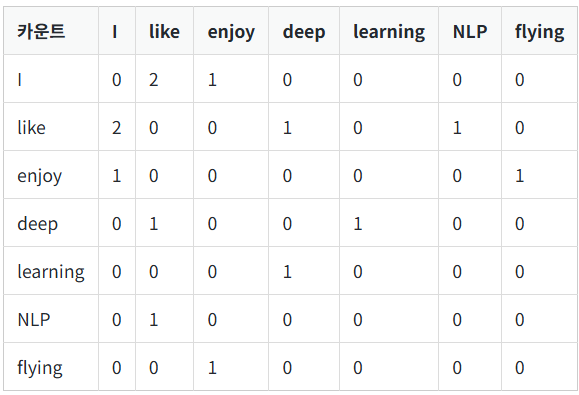 카운트 I like enjoy deep learning NLP flying
I 0 2 1 0 0 0 0
like 2 0 0 1 0 1 0
enjoy 1 0 0 0 0 0 1
deep 0 1 0 0 1 0 0
learning 0 0 0 1 0 0 0
NLP 0 1 0 0 0 0 0
flying 0 0 1 0 0 0 0